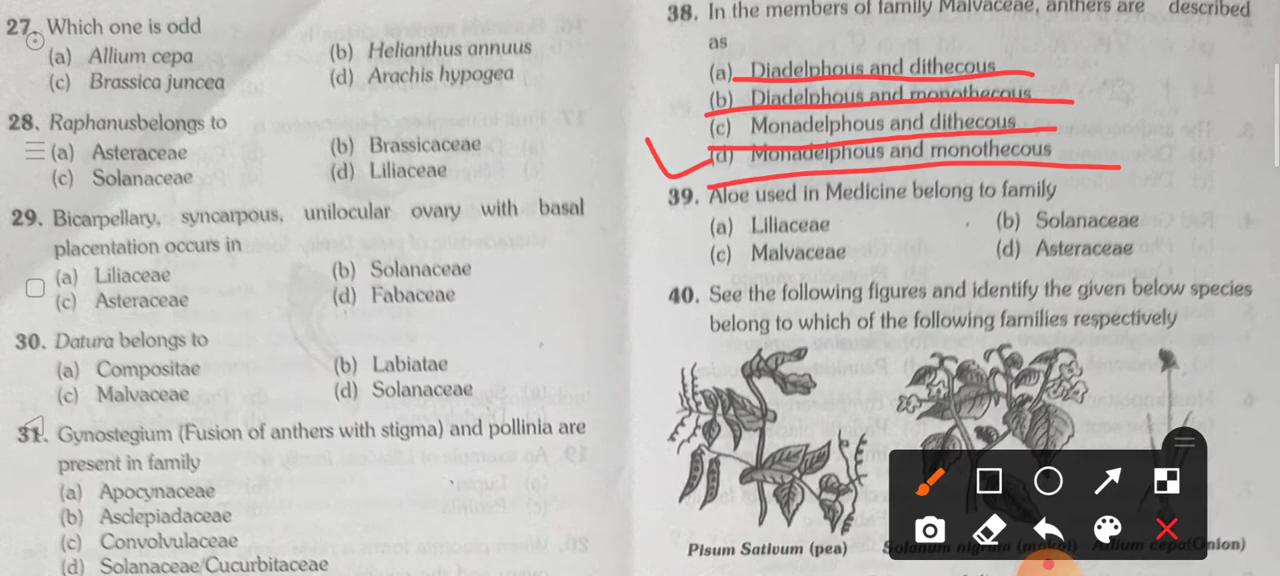 27. Which one is odd
(a) Allium cepa (b) Helianthus annuus
(c) Brassica juncea (d) Arachis hypogea
28. Raphanusbelongs to
(a) Asteraceae (b) Brassicaceae
(c) Solanaceae (d) Liliaceae
29. Bicarpellary, syncarpous, unilocular ovary with basal
placentation occurs in
(a) Liliaceae (b) Solanaceae
(c) Asteraceae (d) Fabaceae
30. Datura belongs to
(a) Compositae (b) Labiatae
(c) Malvaceae (d) Solanaceae
31. Gynostegium (Fusion of anthers with stigma) and pollinia are
present in family
(a) Apocynaceae
(b) Asclepiadaceae
(c) Convolvulaceae
(d) Solanaceae/Cucurbitaceae
38. In the members of family Malvaceae, anthers are described
as
(a) Diadelphous and dithecous
(b) Diadelphous and monothecous
(c) Monadelphous and dithecous
(d) Monadelphous and monothecous
39. Aloe used in Medicine belong to family
(a) Liliaceae (b) Solanaceae
(c) Malvaceae (d) Asteraceae
40. See the following figures and identify the given below species
belong to which of the following families respectively
Pisum Sativum (pea) Solanum nigrum (makoi) Allium cepa(Onion)